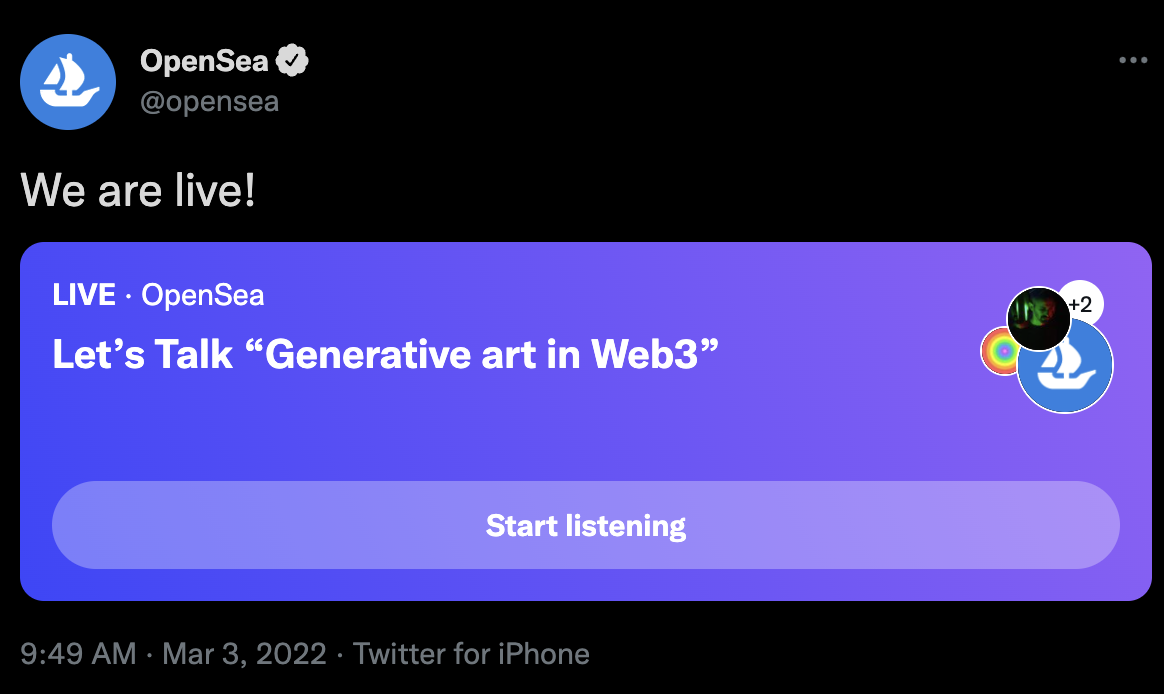 OpenSea
@opensea
We are live!
LIVE · OpenSea
+2
Let’s Talk “Generative art in Web3”
Start listening
9:49 AM · Mar 3, 2022 · Twitter for iPhone